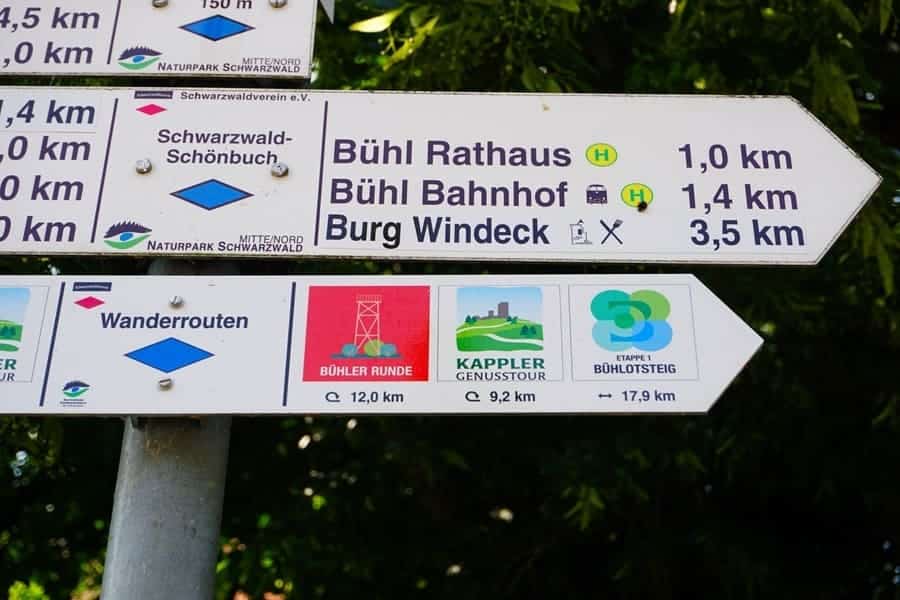 4,5 km
,0 km
150 m
MITTE/NORD
NATURPARK SCHWARZWALD
1,4 km
,0 km
0 km
0 km
Schwarzwaldverein e.V.
Schwarzwald-
Schönbuch
MITTE/NORD
NATURPARK SCHWARZWALD
Bühl Rathaus H 1,0 km
Bühl Bahnhof H 1,4 km
Burg Windeck 3,5 km
ER
UR
Wanderrouten
BÜHLER RUNDE
12,0 km
KAPPLER
GENUSSTOUR
9,2 km
ETAPPE 1
BÜHLOTSTEIG
17,9 km